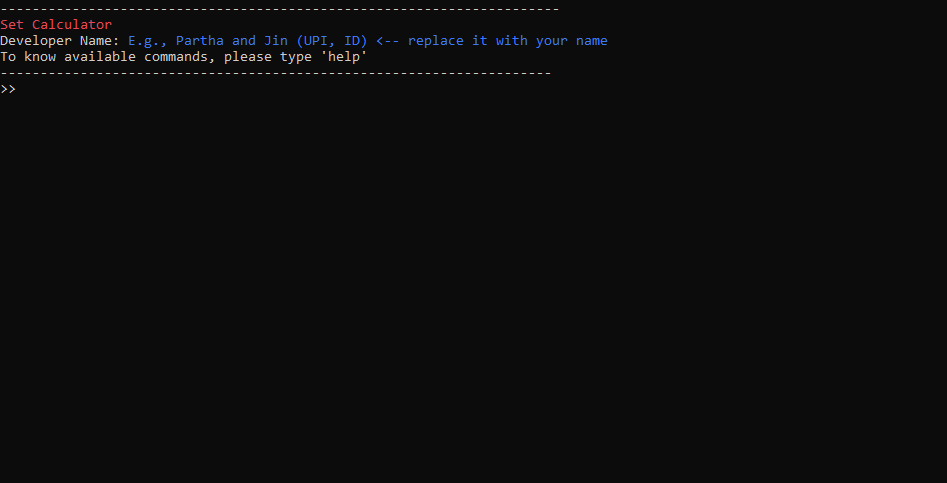 ----------------------------------------------------------------------
Set Calculator
Developer Name: E.g., Partha and Jin (UPI, ID) <-- replace it with your name
To know available commands, please type 'help'
---------------------------------------------------------------------
>>